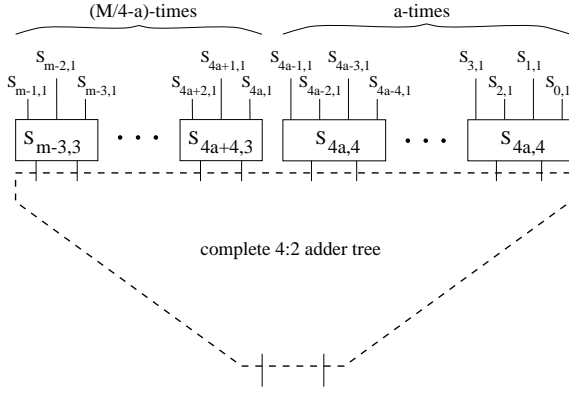 (M/4-a)-times a-times
S_{m-2,1} S_{4a+1,1} S_{4a-1,1} S_{4a-3,1} S_{3,1} S_{1,1}
S_{m-1,1} S_{m-3,1} S_{4a+2,1} S_{4a,1} S_{4a-2,1} S_{4a-4,1} S_{2,1} S_{0,1}
S_{m-3,3} . . . S_{4a+4,3} S_{4a,4} . . . S_{4a,4}
complete 4:2 adder tree